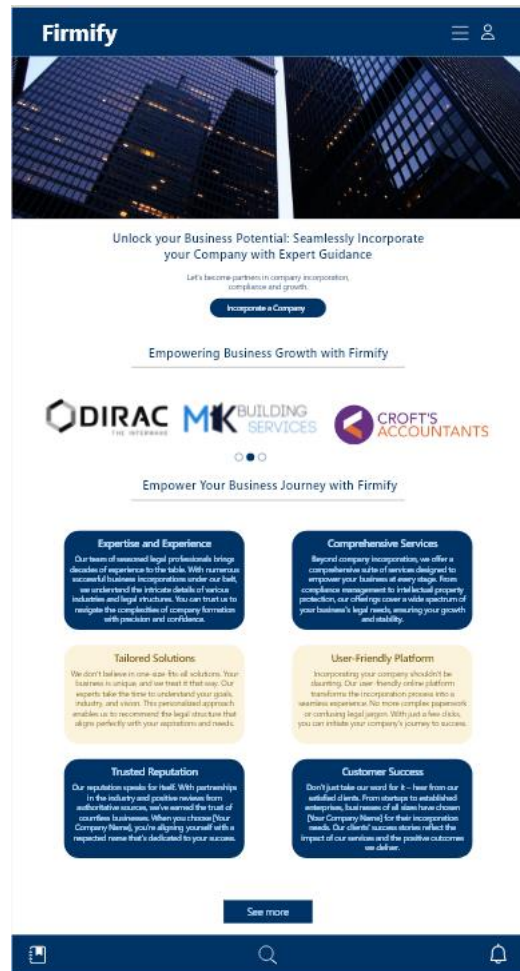 Firmify
Unlock your Business Potential: Seamlessly Incorporate
your Company with Expert Guidance
Let's become partners in company incorporation,
compliance and growth.
Incorporate a Company
Empowering Business Growth with Firmify
DIRAC
THE INTERWAVE
MK BUILDING
SERVICES
CROFT'S
ACCOUNTANTS
Empower Your Business Journey with Firmify
Expertise and Experience
Our team of seasoned legal professionals brings
decades of experience to the table. With numerous
successful business incorporations under our belt,
we understand the intricate details of various
industries and legal structures. You can trust us to
navigate the complexities of company formation
with precision and confidence.
Comprehensive Services
Beyond company incorporation, we offer a
comprehensive suite of services designed to
empower your business at every stage. From
compliance management to intellectual property
protection, our offerings cover a wide spectrum of
your business's legal needs, ensuring your growth
and stability.
Tailored Solutions
We don't believe in one-size-fits-all solutions. Your
business is unique, and we treat it that way. Our
experts take the time to understand your goals,
industry, and vision. This personalized approach
enables us to recommend the legal structure that
aligns perfectly with your aspirations and needs.
User-Friendly Platform
Incorporating your company shouldn't be
daunting. Our user-friendly online platform
transforms the incorporation process into a
seamless experience. No more complex paperwork
or confusing legal jargon. With just a few clicks,
you can initiate your company's journey to success.
Trusted Reputation
Our reputation speaks for itself. With partnerships
in the industry and positive reviews from
authoritative sources, we've earned the trust of
countless businesses. When you choose [Your
Company Name], you're aligning yourself with a
respected name that's dedicated to your success.
Customer Success
Don't just take our word for it – hear from our
satisfied clients. From startups to established
enterprises, businesses of all sizes have chosen
[Your Company Name] for their incorporation
needs. Our clients' success stories reflect the
impact of our services and the positive outcomes
we deliver.
See more